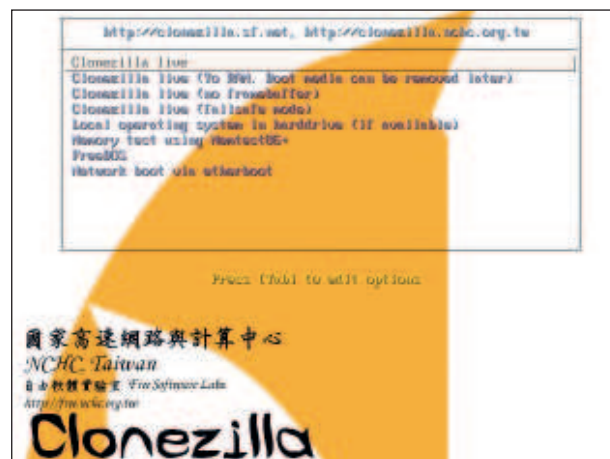 http://clonezilla.sf.net, http://clonezilla.nchc.org.tw
Clonezilla live
Clonezilla live (To RAM. Boot media can be removed later)
Clonezilla live (no framebuffer)
Clonezilla live (failsafe mode)
Local operating system in harddrive (if available)
Memory test using Memtest86+
FreeDOS
Network boot via etherboot
Press [Tab] to edit options
國家高速網路與計算中心
NCHC, Taiwan
自由軟體實驗室 Free Software Labs
http://free.nchc.org.tw
Clonezilla